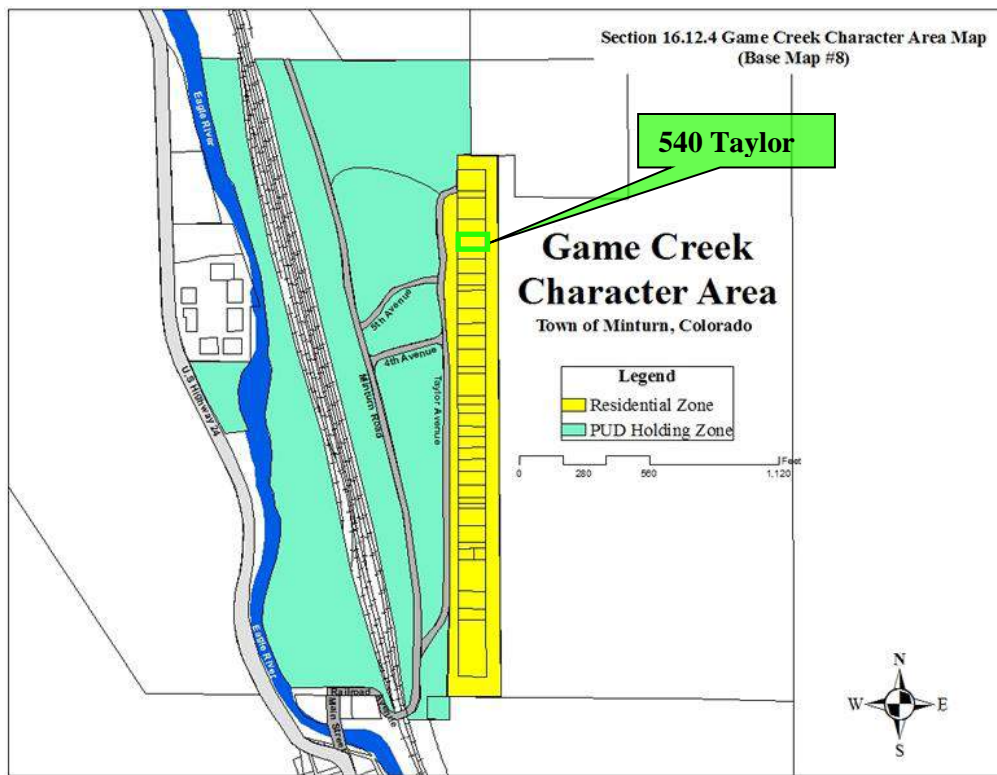 Section 16.12.4 Game Creek Character Area Map
(Base Map #8)
Eagle River
540 Taylor
Game Creek
Character Area
Town of Minturn, Colorado
5th Avenue
4th Avenue
Legend
Residential Zone
PUD Holding Zone
U.S Highway 24
Minturn Road
Taylor Avenue
Feet
0 280 560 1,120
Eagle River
Railroad Avenue
Main Street
N
W E
S